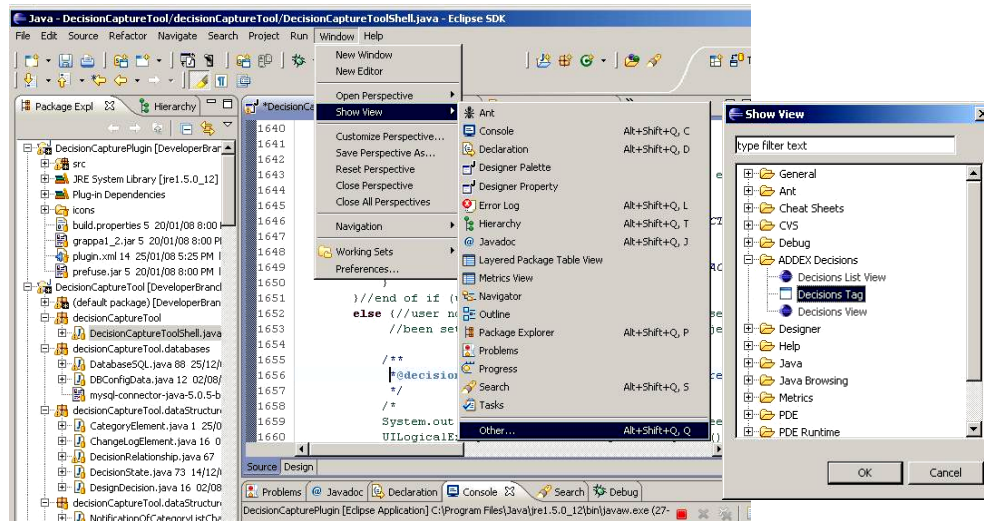 Java - DecisionCaptureTool/decisionCaptureTool/DecisionCaptureToolShell.java - Eclipse SDK
File Edit Source Refactor Navigate Search Project Run Window Help
Package Expl Hierarchy
DecisionCapturePlugin [DeveloperBran
src
JRE System Library [jre1.5.0_12]
Plug-in Dependencies
icons
build.properties 5 20/01/08 8:00
grappa1_2.jar 5 20/01/08 8:00 P
plugin.xml 14 25/01/08 5:25 PM
prefuse.jar 5 20/01/08 8:00 PM
DecisionCaptureTool [DeveloperBrand
(default package) [DeveloperBran
decisionCaptureTool
DecisionCaptureToolShell.java
decisionCaptureTool.databases
DatabaseSQL.java 88 25/12/
DBConfigData.java 12 02/08/
mysql-connector-java-5.0.5-b
decisionCaptureTool.dataStructure
CategoryElement.java 1 25/0
ChangeLogElement.java 16 0
DecisionRelationship.java 67
DecisionState.java 73 14/12/
DesignDecision.java 16 02/08
decisionCaptureTool.dataStructure
NotificationOfCategoryListCha
*DecisionCa
1640
1641
1642
1643
1644
1645
1646
1647
1648
1649
1650 }
1651 }//end of if (
1652 else {//user no
1653 //been set
1654
1655 /**
1656 *@decision
1657 */
1658 /*
1659 System.out
1660 UILogicalEx
Source Design
New Window
New Editor
Open Perspective
Show View
Customize Perspective...
Save Perspective As...
Reset Perspective
Close Perspective
Close All Perspectives
Navigation
Working Sets
Preferences...
Ant
Console Alt+Shift+Q, C
Declaration Alt+Shift+Q, D
Designer Palette
Designer Property
Error Log Alt+Shift+Q, L
Hierarchy Alt+Shift+Q, T
Javadoc Alt+Shift+Q, J
Layered Package Table View
Metrics View
Navigator
Outline
Package Explorer Alt+Shift+Q, P
Problems
Progress
Search Alt+Shift+Q, S
Tasks
Other... Alt+Shift+Q, Q
Problems Javadoc Declaration Console Search Debug
DecisionCapturePlugin [Eclipse Application] C:\Program Files\Java\jre1.5.0_12\bin\javaw.exe (27-
Show View
type filter text
General
Ant
Cheat Sheets
CVS
Debug
ADDEX Decisions
Decisions List View
Decisions Tag
Decisions View
Designer
Help
Java
Java Browsing
Metrics
PDE
PDE Runtime
OK Cancel